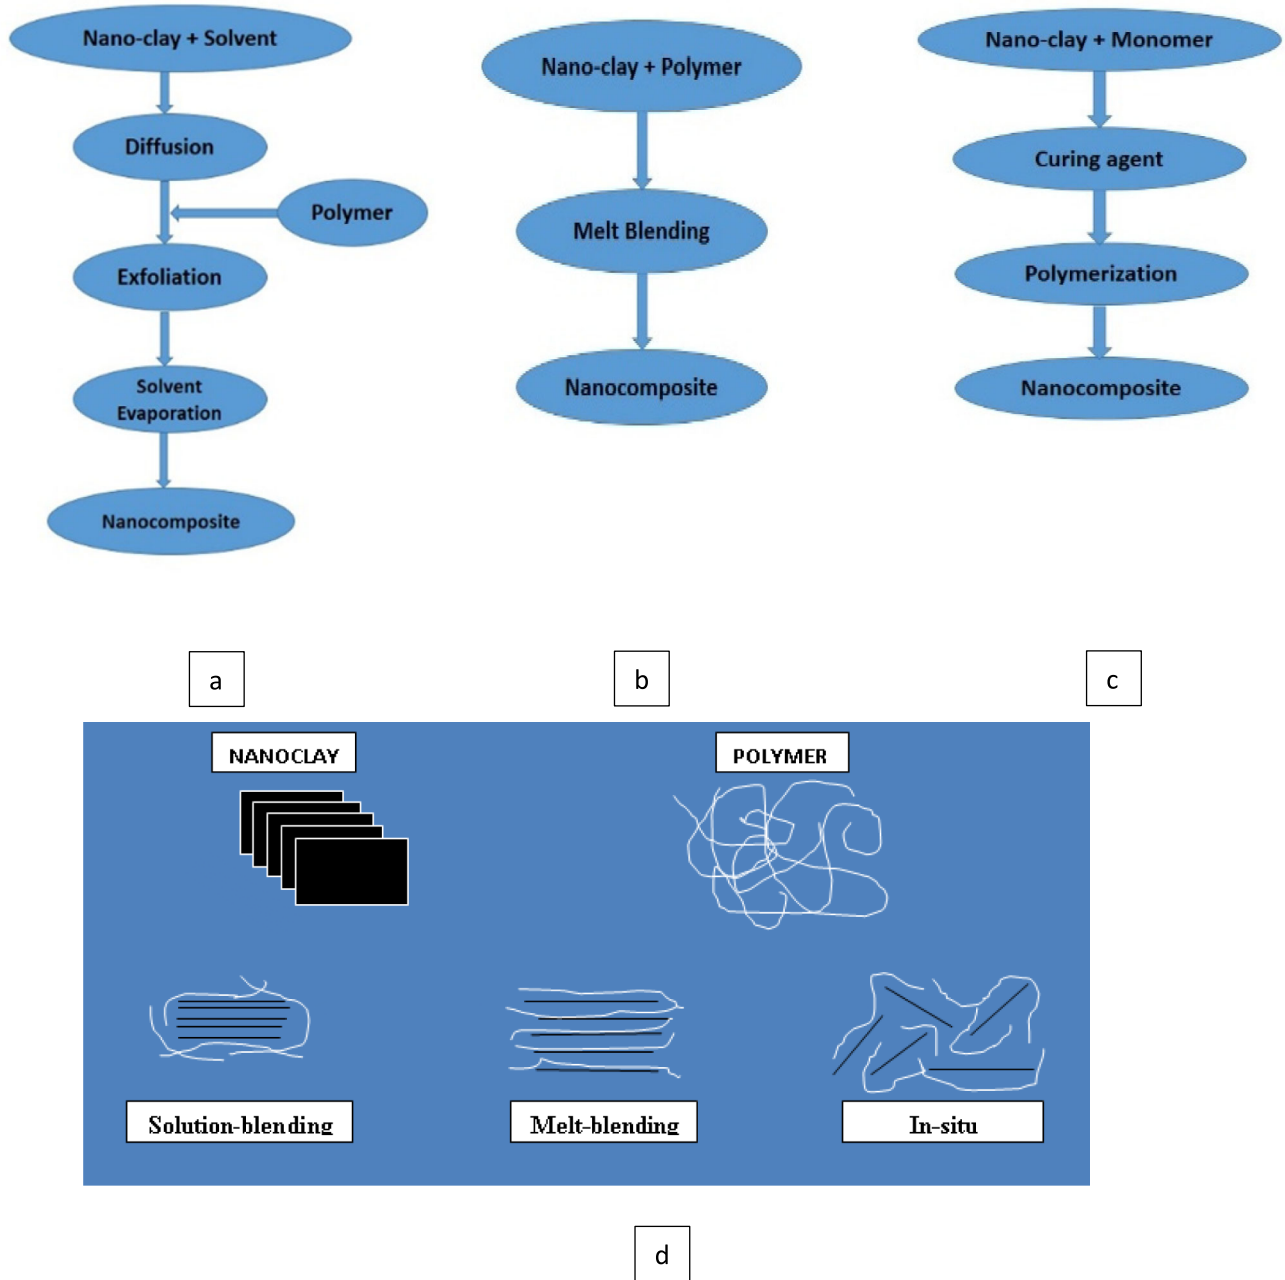 Nano-clay + Solvent
Diffusion
Polymer
Exfoliation
Solvent
Evaporation
Nanocomposite
Nano-clay + Polymer
Melt Blending
Nanocomposite
Nano-clay + Monomer
Curing agent
Polymerization
Nanocomposite
a
b
c
NANOCLAY
POLYMER
Solution-blending
Melt-blending
In-situ
d